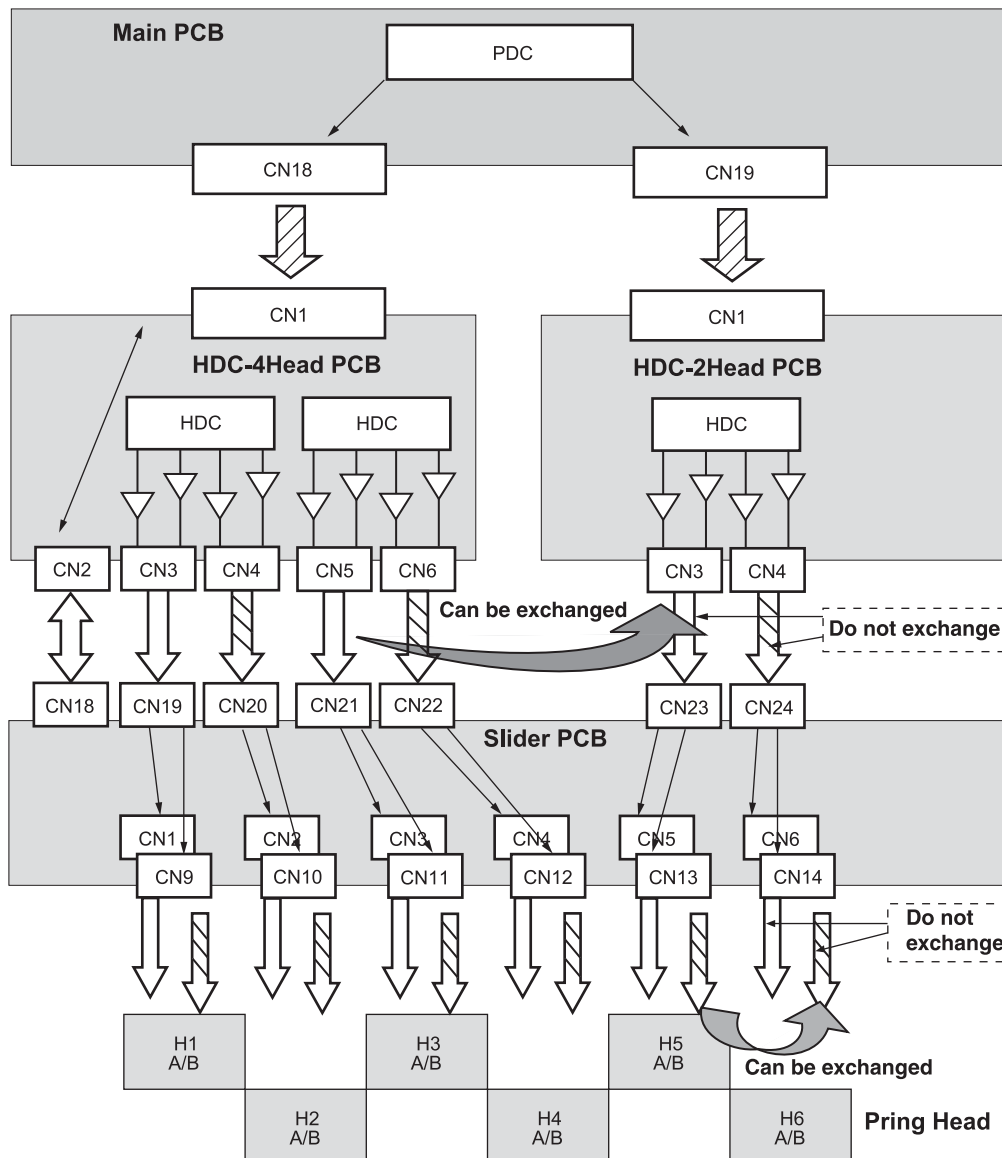 Main PCB
PDC
CN18
CN19
CN1
CN1
HDC-4Head PCB
HDC-2Head PCB
HDC
HDC
HDC
CN2
CN3
CN4
CN5
CN6
CN3
CN4
Can be exchanged
Do not exchange
CN18
CN19
CN20
CN21
CN22
CN23
CN24
Slider PCB
CN1
CN2
CN3
CN4
CN5
CN6
CN9
CN10
CN11
CN12
CN13
CN14
Do not
exchange
H1
A/B
H3
A/B
H5
A/B
Can be exchanged
H2
A/B
H4
A/B
H6
A/B
Pring Head